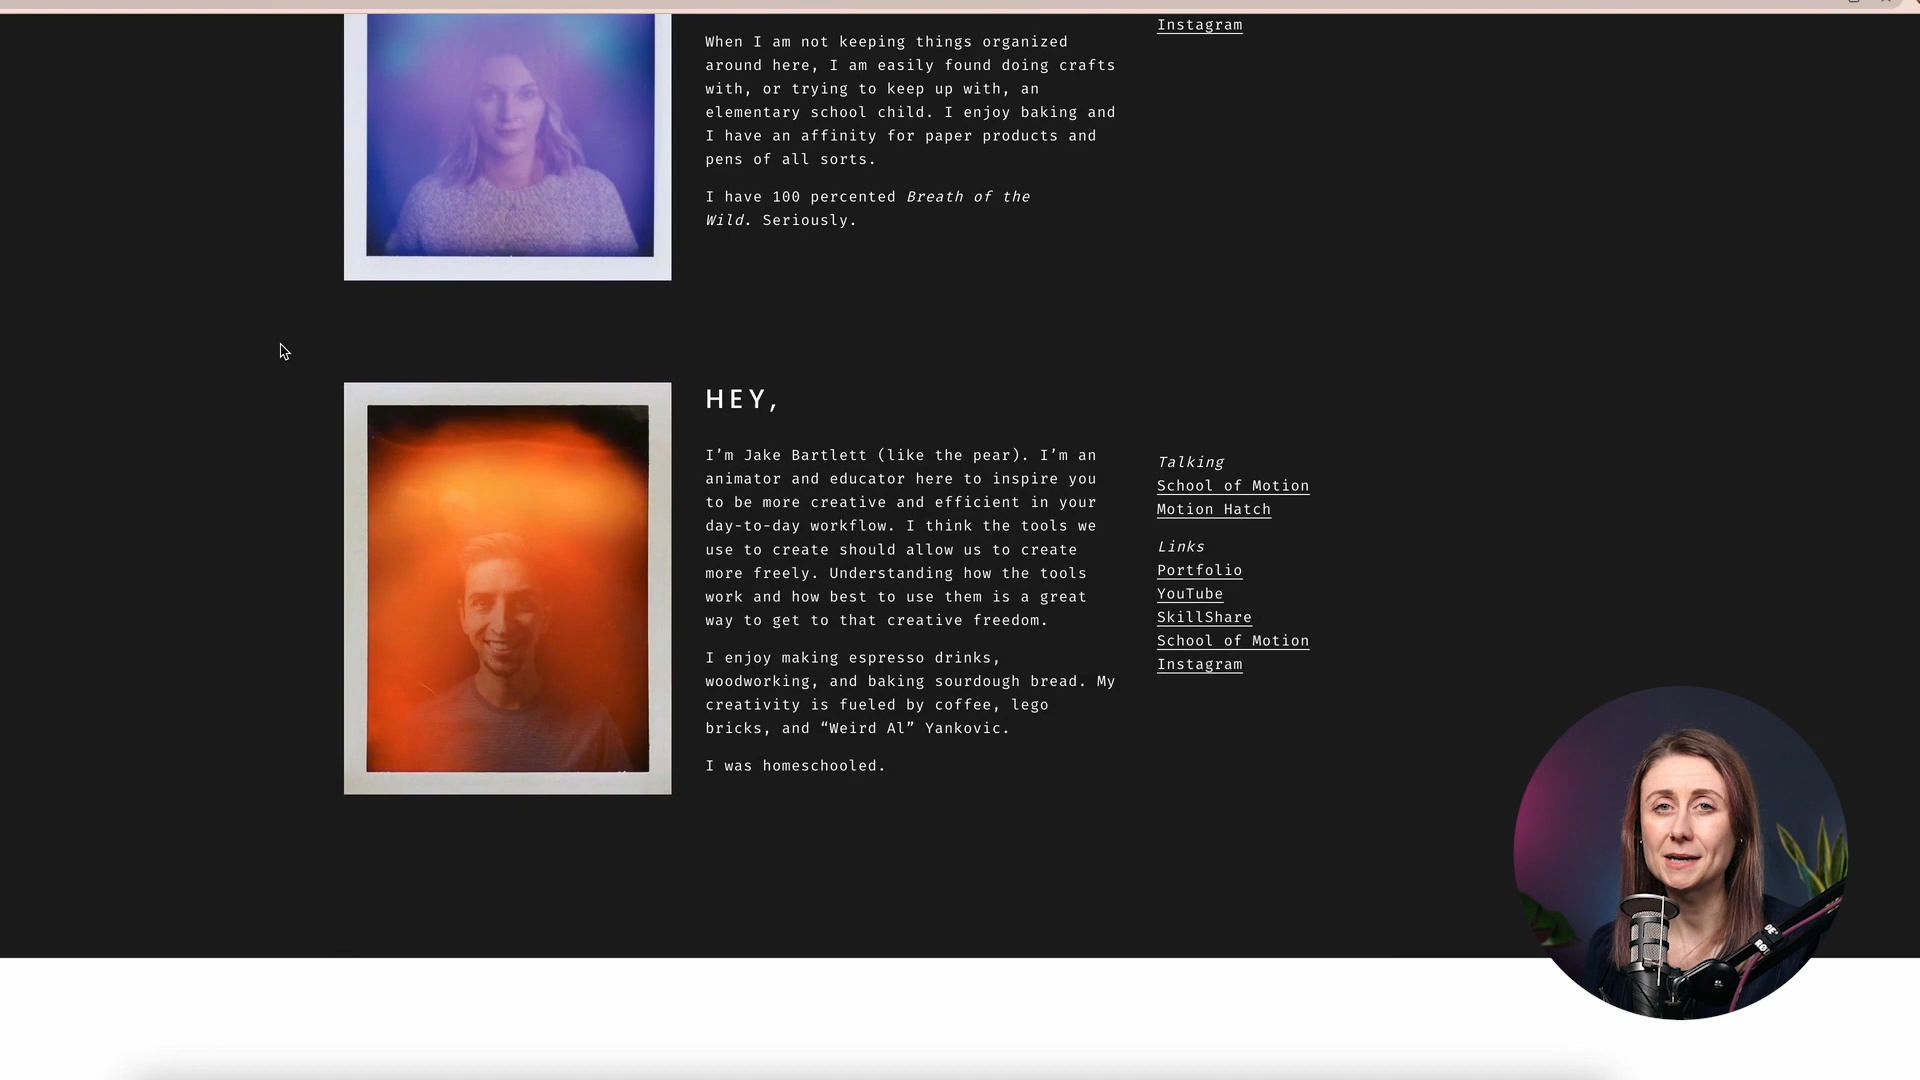 Instagram
When I am not keeping things organized
around here, I am easily found doing crafts
with, or trying to keep up with, an
elementary school child. I enjoy baking and
I have an affinity for paper products and
pens of all sorts.
I have 100 percented Breath of the
Wild. Seriously.
HEY,
I’m Jake Bartlett (like the pear). I’m an
animator and educator here to inspire you
to be more creative and efficient in your
day-to-day workflow. I think the tools we
use to create should allow us to create
more freely. Understanding how the tools
work and how best to use them is a great
way to get to that creative freedom.
I enjoy making espresso drinks,
woodworking, and baking sourdough bread. My
creativity is fueled by coffee, lego
bricks, and “Weird Al” Yankovic.
I was homeschooled.
Talking
School of Motion
Motion Hatch
Links
Portfolio
YouTube
SkillShare
School of Motion
Instagram